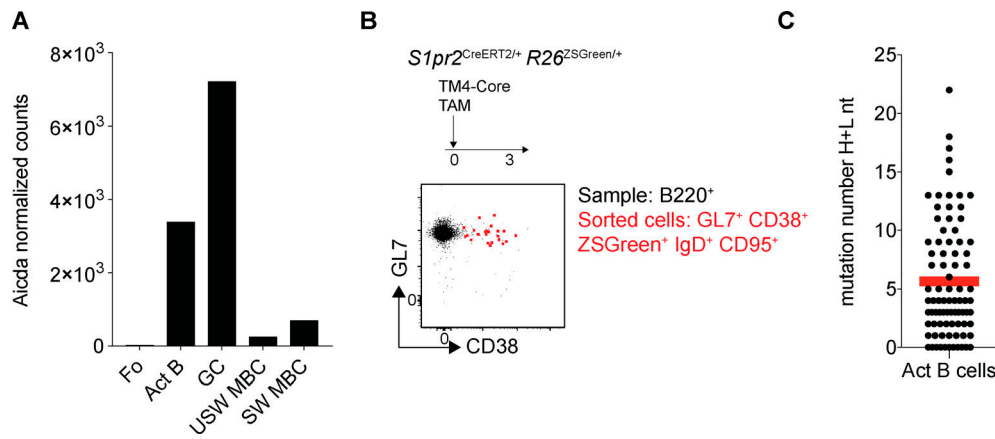 A
Aicda normalized counts
8×10³
6×10³
4×10³
2×10³
0
Fo
Act B
GC
USW MBC
SW MBC
B
S1pr2CreERT2/+ R26ZSGreen/+
TM4-Core
TAM
0 3
GL7
0
0
CD38
Sample: B220⁺
Sorted cells: GL7⁺ CD38⁺
ZSGreen⁺ IgD⁺ CD95⁺
C
mutation number H+L nt
25
20
15
10
5
0
Act B cells